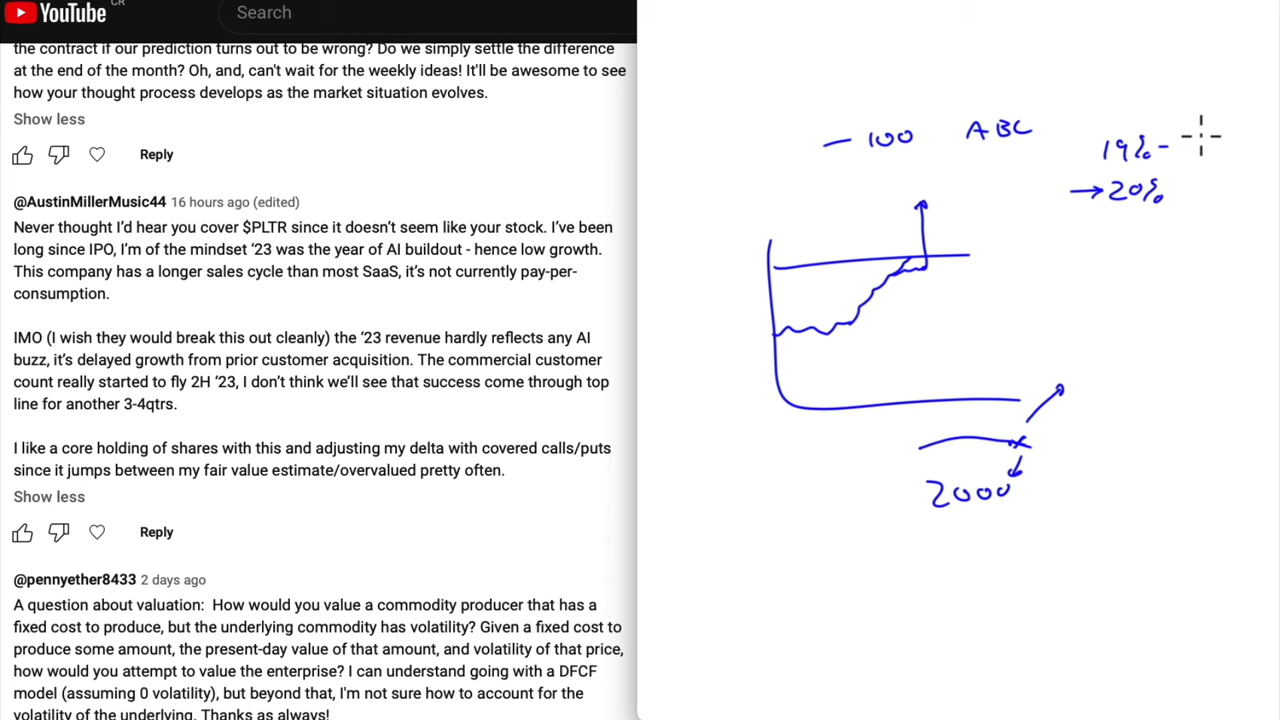 YouTube CR
Search
the contract if our prediction turns out to be wrong? Do we simply settle the difference
at the end of the month? Oh, and, can't wait for the weekly ideas! It'll be awesome to see
how your thought process develops as the market situation evolves.
Show less
Reply
@AustinMillerMusic44 16 hours ago (edited)
Never thought I'd hear you cover $PLTR since it doesn't seem like your stock. I've been
long since IPO, I'm of the mindset '23 was the year of AI buildout - hence low growth.
This company has a longer sales cycle than most SaaS, it's not currently pay-per-
consumption.
IMO (I wish they would break this out cleanly) the '23 revenue hardly reflects any AI
buzz, it's delayed growth from prior customer acquisition. The commercial customer
count really started to fly 2H '23, I don't think we'll see that success come through top
line for another 3-4qtrs.
I like a core holding of shares with this and adjusting my delta with covered calls/puts
since it jumps between my fair value estimate/overvalued pretty often.
Show less
Reply
@pennyether8433 2 days ago
A question about valuation: How would you value a commodity producer that has a
fixed cost to produce, but the underlying commodity has volatility? Given a fixed cost to
produce some amount, the present-day value of that amount, and volatility of that price,
how would you attempt to value the enterprise? I can understand going with a DFCF
model (assuming 0 volatility), but beyond that, I'm not sure how to account for the
volatility of the underlying. Thanks as always!
— 100 ABC
19% -
→ 20%
2000